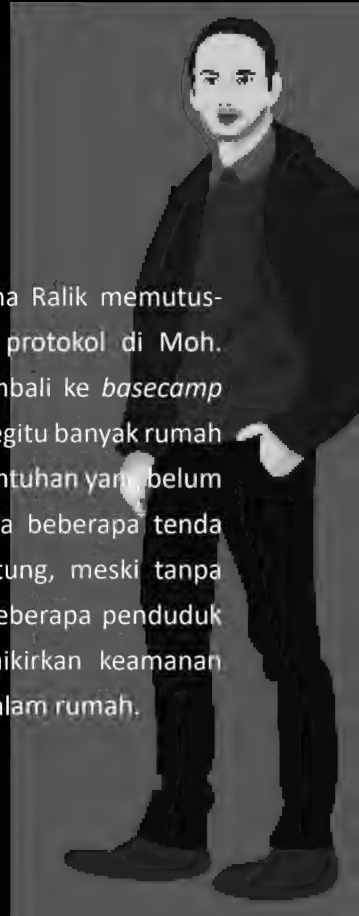 na Ralik memutus-
protokol di Moh.
mbali ke basecamp
egitu banyak rumah
ntuhan yang belum
a beberapa tenda
tung, meski tanpa
eberapa penduduk
nikirkan keamanan
alam rumah.